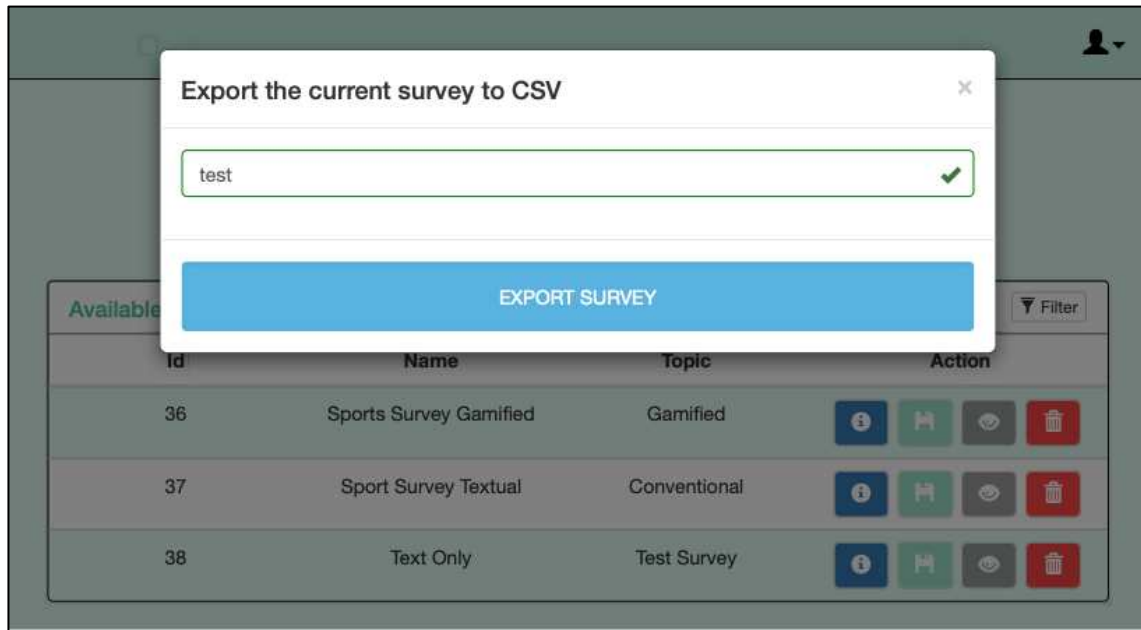 Export the current survey to CSV ×
test
EXPORT SURVEY
Available
Filter
Id Name Topic Action
36 Sports Survey Gamified Gamified
37 Sport Survey Textual Conventional
38 Text Only Test Survey